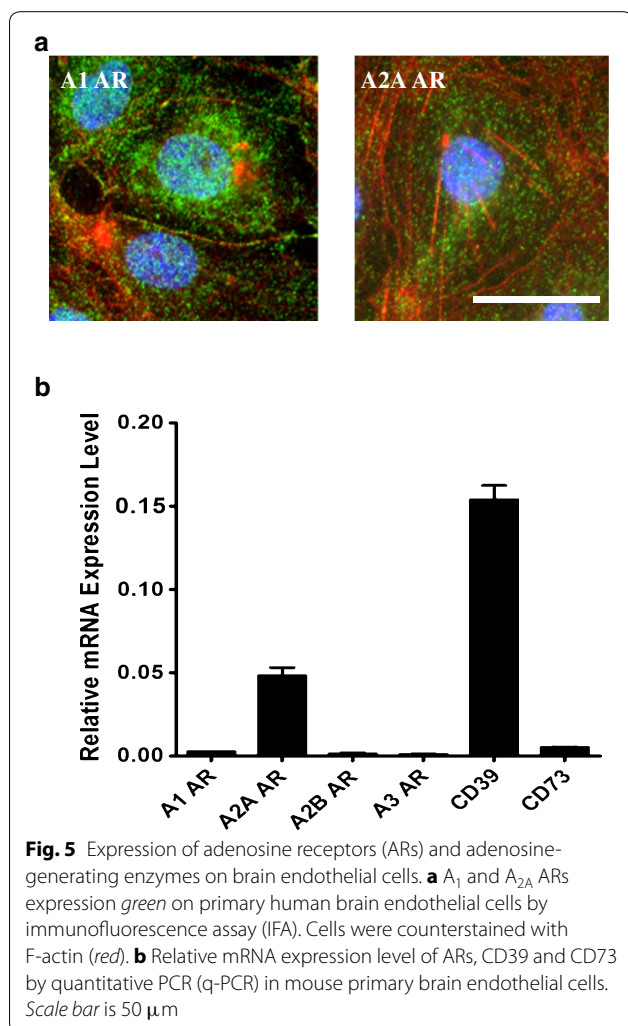 a
A1 AR
A2A AR
b
Relative mRNA Expression Level
0.20
0.15
0.10
0.05
0.00
A1 AR
A2A AR
A2B AR
A3 AR
CD39
CD73
Fig. 5 Expression of adenosine receptors (ARs) and adenosine-
generating enzymes on brain endothelial cells. a A₁ and A₂A ARs
expression green on primary human brain endothelial cells by
immunofluorescence assay (IFA). Cells were counterstained with
F-actin (red). b Relative mRNA expression level of ARs, CD39 and CD73
by quantitative PCR (q-PCR) in mouse primary brain endothelial cells.
Scale bar is 50 μm